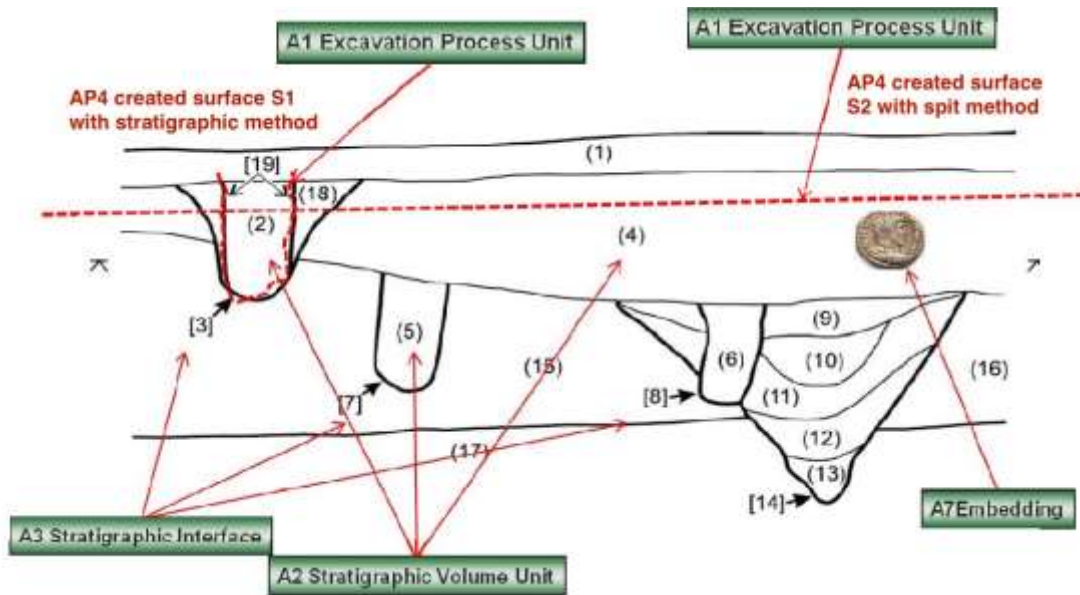 A1 Excavation Process Unit
A1 Excavation Process Unit
AP4 created surface S1
with stratigraphic method
AP4 created surface
S2 with spit method
(1)
[19]
(18)
(2)
(4)
[3]
(5)
(9)
(6)
(10)
(15)
(16)
[7]
[8]
(11)
(12)
(17)
(13)
[14]
A3 Stratigraphic Interface
A2 Stratigraphic Volume Unit
A7Embedding